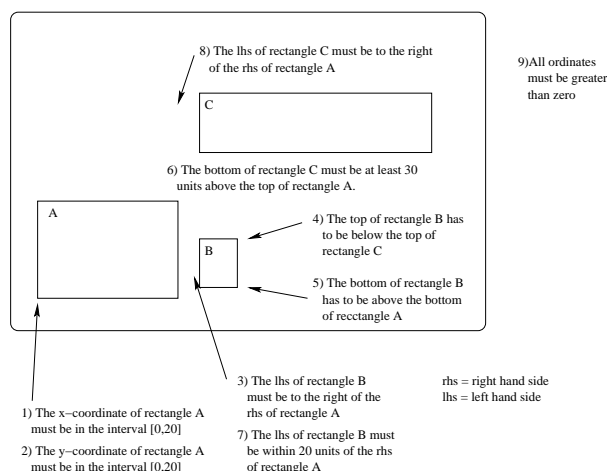 8) The lhs of rectangle C must be to the right
of the rhs of rectangle A
9)All ordinates
must be greater
than zero
C
6) The bottom of rectangle C must be at least 30
units above the top of rectangle A.
A
4) The top of rectangle B has
to be below the top of
rectangle C
B
5) The bottom of rectangle B
has to be above the bottom
of recctangle A
3) The lhs of rectangle B
must be to the right of the
rhs of rectangle A
rhs = right hand side
lhs = left hand side
1) The x−coordinate of rectangle A
must be in the interval [0,20]
7) The lhs of rectangle B must
be within 20 units of the rhs
of rectangle A
2) The y−coordinate of rectangle A
must be in the interval [0,20]